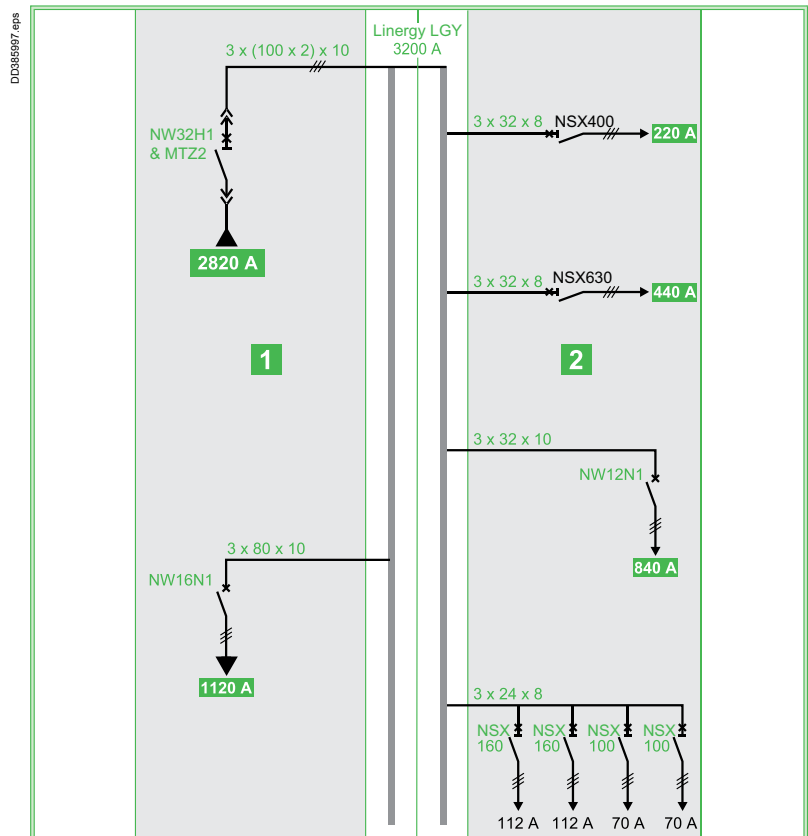 DD385997.eps
Linergy LGY
3200 A
3 x (100 x 2) x 10
NW32H1
& MTZ2
2820 A
3 x 32 x 8
NSX400
220 A
3 x 32 x 8
NSX630
440 A
1
2
3 x 32 x 10
NW12N1
840 A
3 x 80 x 10
NW16N1
1120 A
3 x 24 x 8
NSX
160
NSX
160
NSX
100
NSX
100
112 A
112 A
70 A
70 A